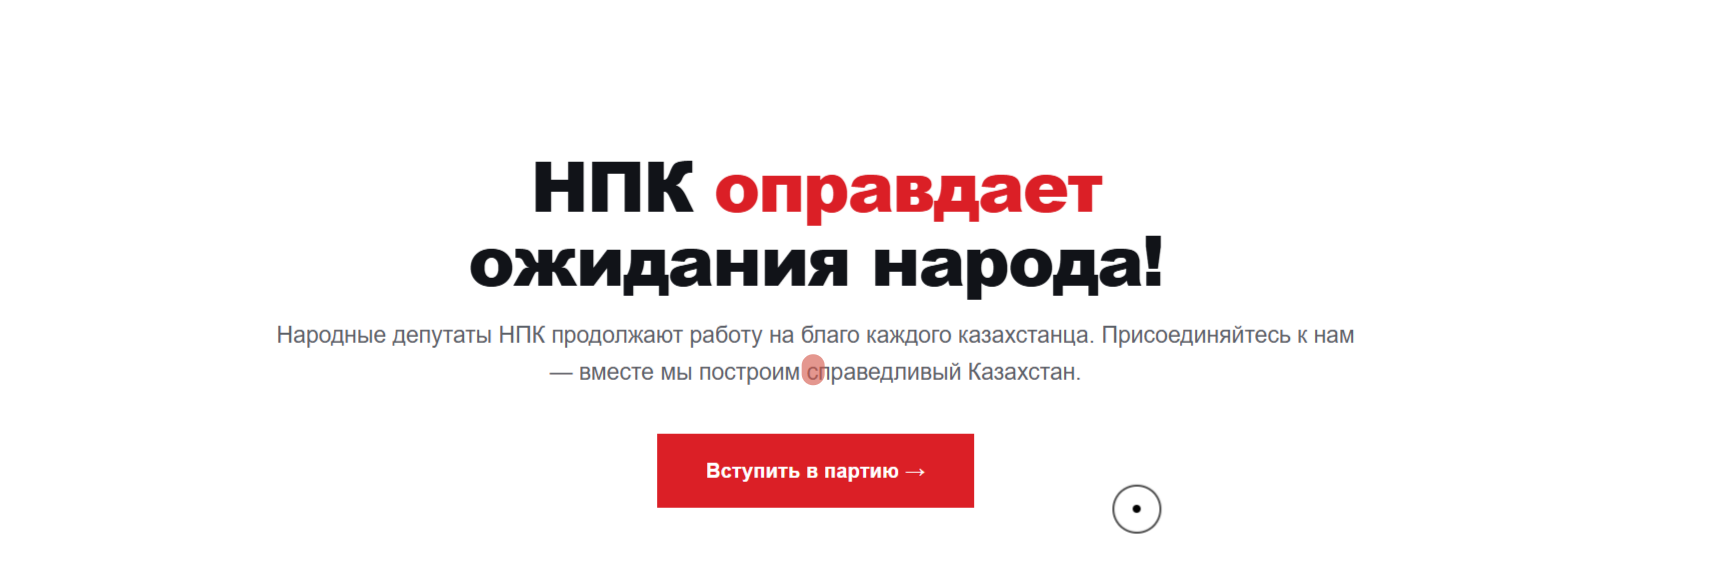 НПК оправдает
ожидания народа!
Народные депутаты НПК продолжают работу на благо каждого казахстанца. Присоединяйтесь к нам
— вместе мы построим справедливый Казахстан.
Вступить в партию →